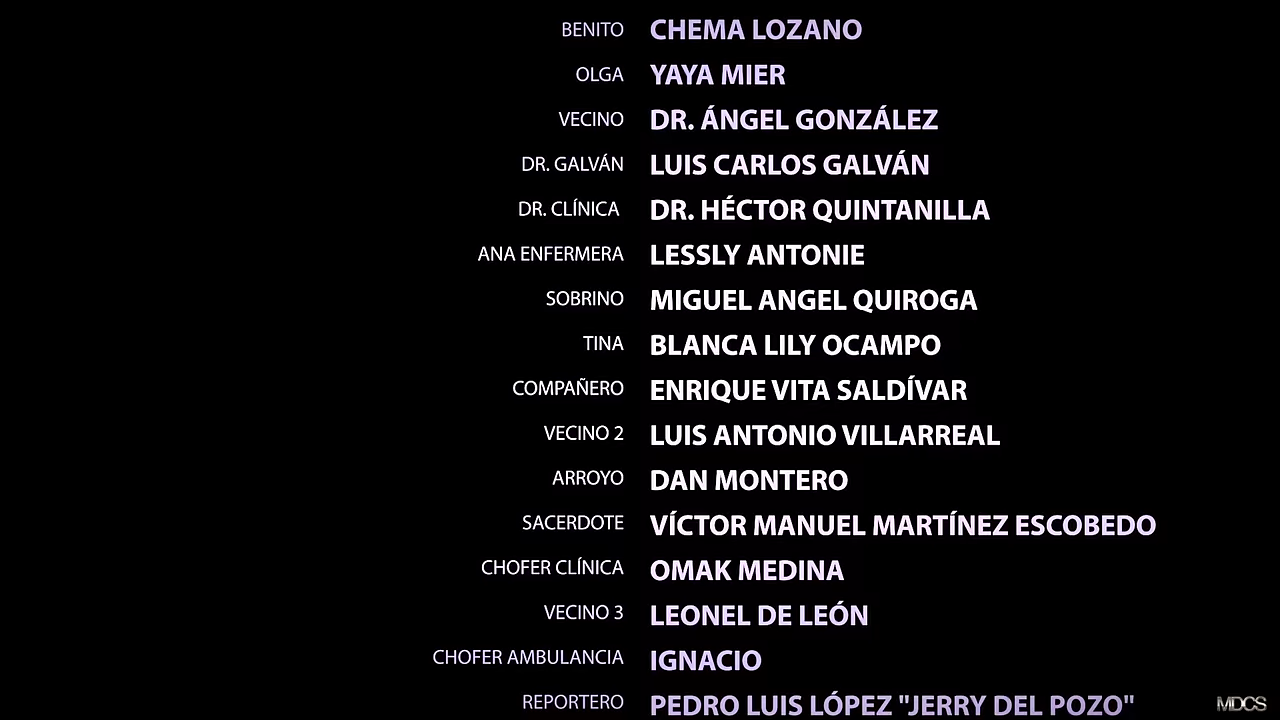 BENITO CHEMA LOZANO
OLGA YAYA MIER
VECINO DR. ÁNGEL GONZÁLEZ
DR. GALVÁN LUIS CARLOS GALVÁN
DR. CLÍNICA DR. HÉCTOR QUINTANILLA
ANA ENFERMERA LESSLY ANTONIE
SOBRINO MIGUEL ANGEL QUIROGA
TINA BLANCA LILY OCAMPO
COMPAÑERO ENRIQUE VITA SALDÍVAR
VECINO 2 LUIS ANTONIO VILLARREAL
ARROYO DAN MONTERO
SACERDOTE VÍCTOR MANUEL MARTÍNEZ ESCOBEDO
CHOFER CLÍNICA OMAK MEDINA
VECINO 3 LEONEL DE LEÓN
CHOFER AMBULANCIA IGNACIO
REPORTERO PEDRO LUIS LÓPEZ "JERRY DEL POZO"
MDCS